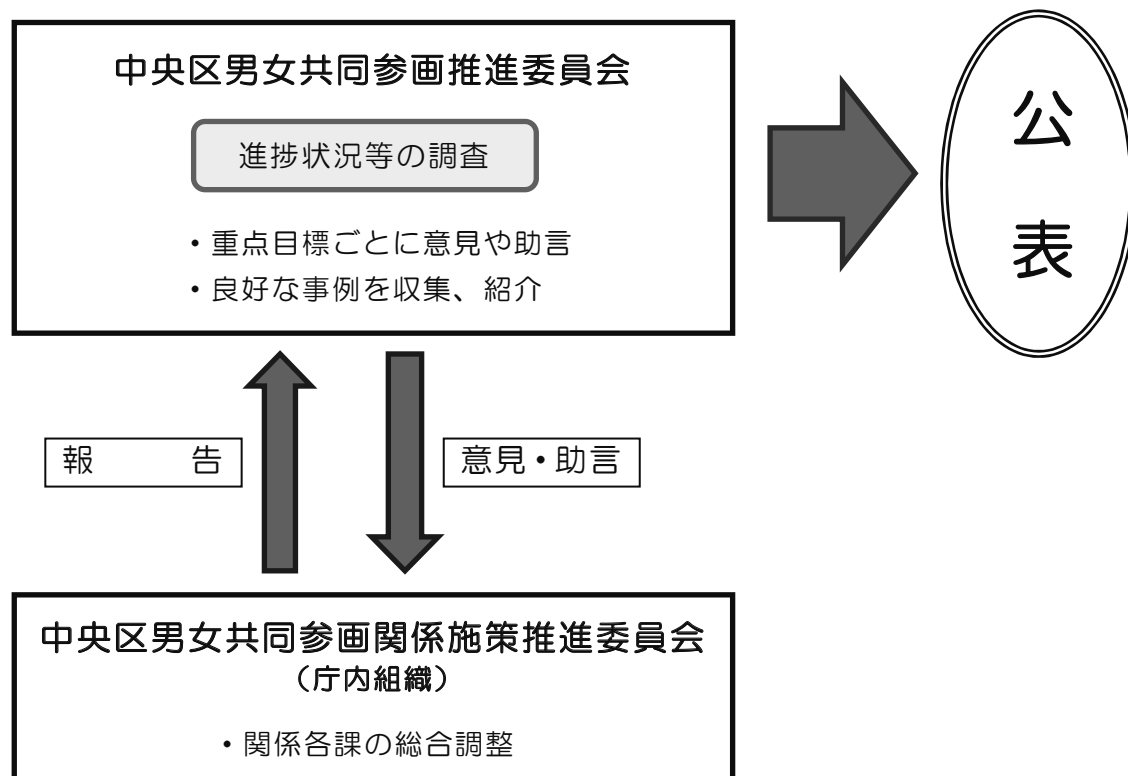 中央区男女共同参画推進委員会
進捗状況等の調査
・重点目標ごとに意見や助言
・良好な事例を収集、紹介
公表
報　告
意見・助言
中央区男女共同参画関係施策推進委員会
（庁内組織）
・関係各課の総合調整